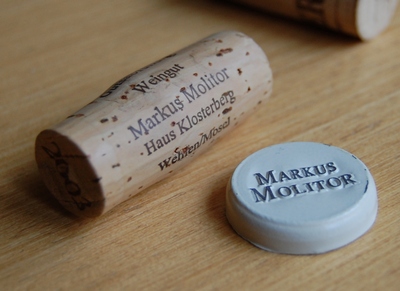 Weingut
Markus Molitor
Haus Klosterberg
Wehlen/Mosel
MARKUS
MOLITOR